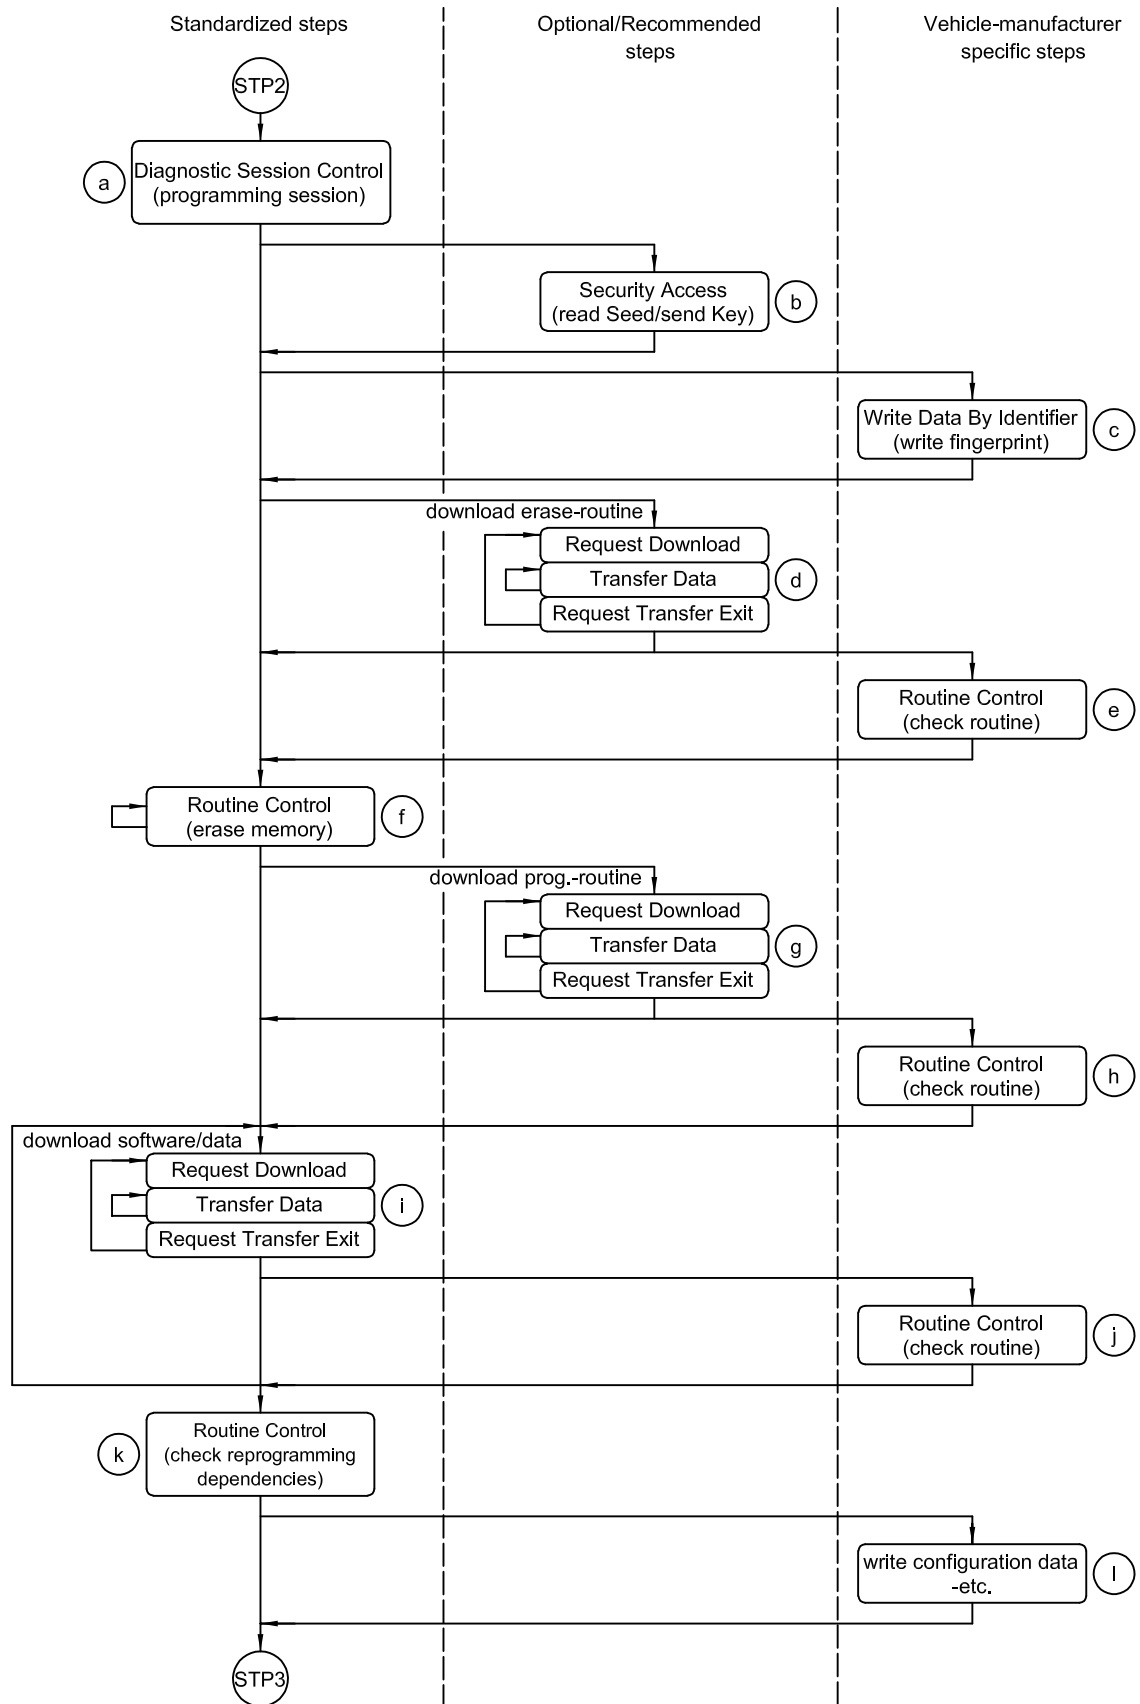 Standardized steps
Optional/Recommended
steps
Vehicle-manufacturer
specific steps
STP2
a
Diagnostic Session Control
(programming session)
Security Access
(read Seed/send Key)
b
Write Data By Identifier
(write fingerprint)
c
download erase-routine
Request Download
Transfer Data
Request Transfer Exit
d
Routine Control
(check routine)
e
Routine Control
(erase memory)
f
download prog.-routine
Request Download
Transfer Data
Request Transfer Exit
g
Routine Control
(check routine)
h
download software/data
Request Download
Transfer Data
Request Transfer Exit
i
Routine Control
(check routine)
j
k
Routine Control
(check reprogramming
dependencies)
write configuration data
-etc.
l
STP3